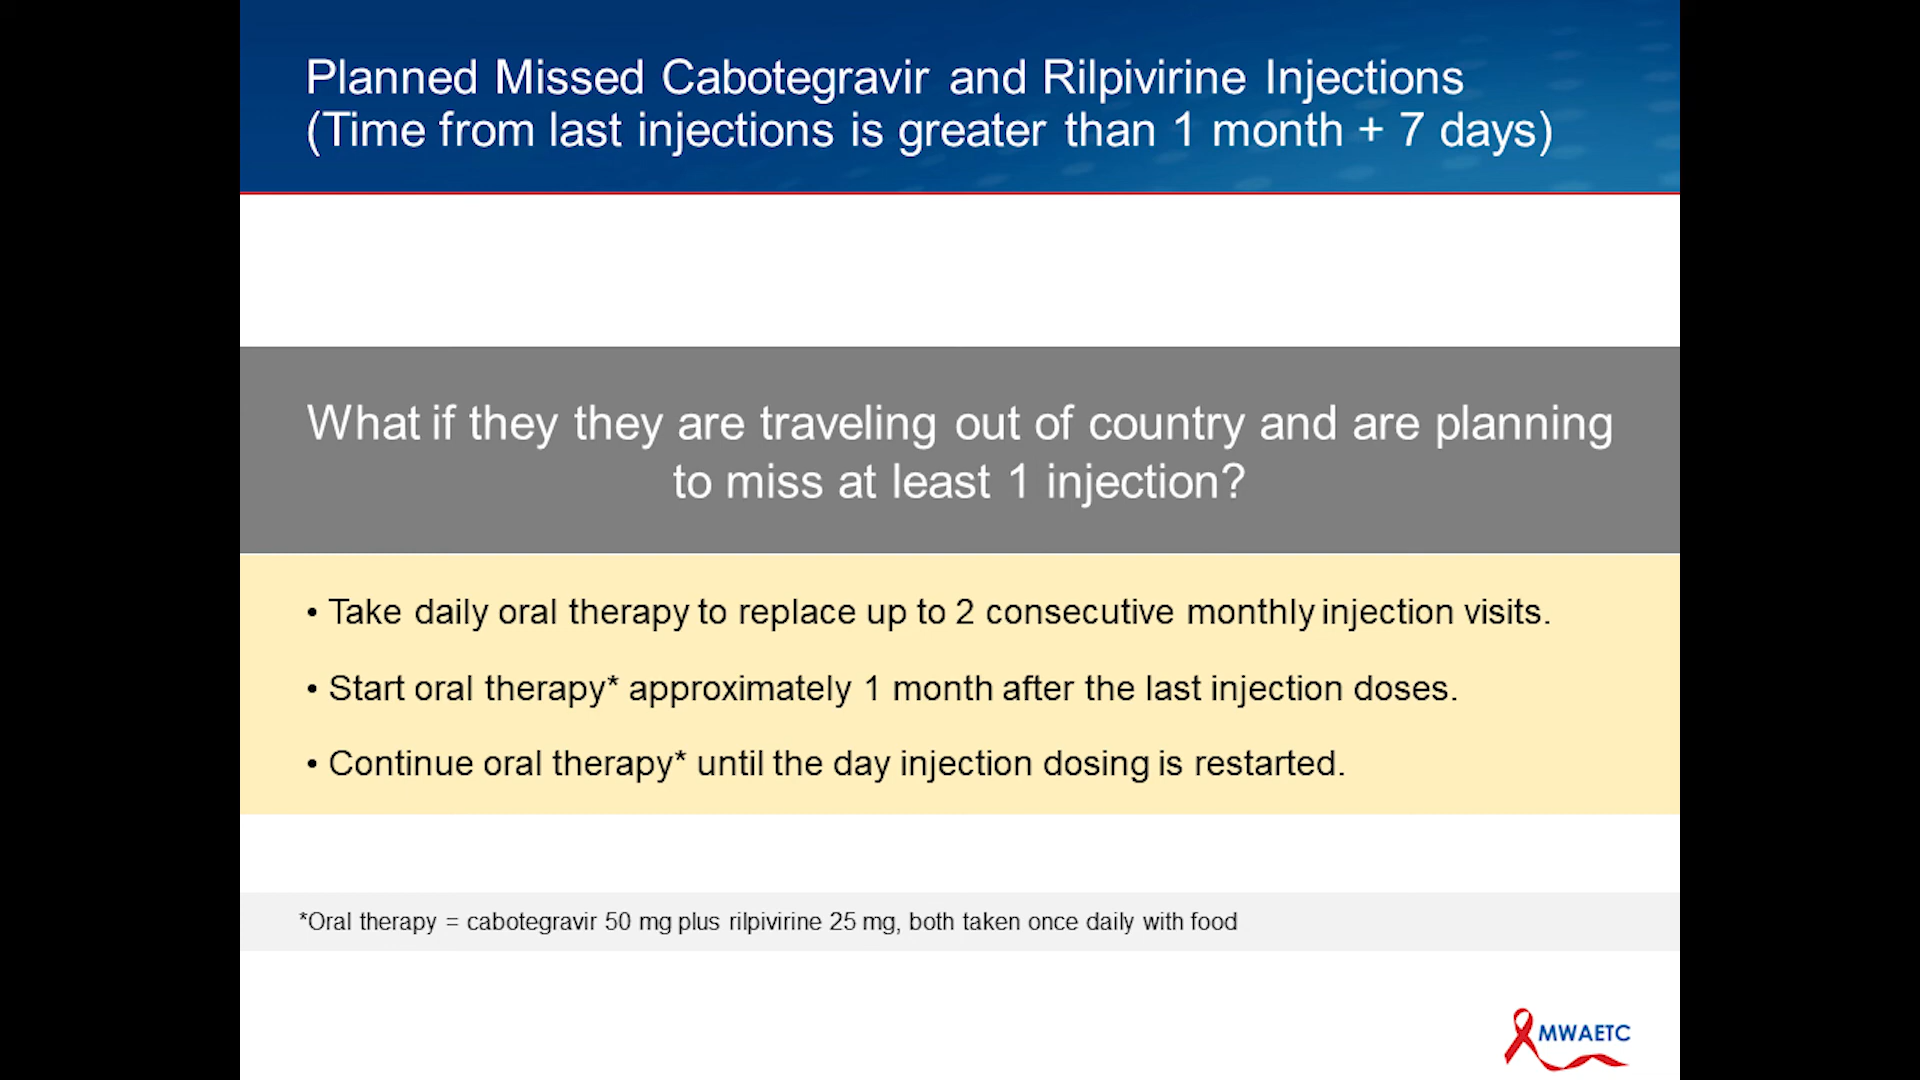 Planned Missed Cabotegravir and Rilpivirine Injections
(Time from last injections is greater than 1 month + 7 days)
What if they they are traveling out of country and are planning
to miss at least 1 injection?
• Take daily oral therapy to replace up to 2 consecutive monthly injection visits.
• Start oral therapy* approximately 1 month after the last injection doses.
• Continue oral therapy* until the day injection dosing is restarted.
*Oral therapy = cabotegravir 50 mg plus rilpivirine 25 mg, both taken once daily with food
MWAETC